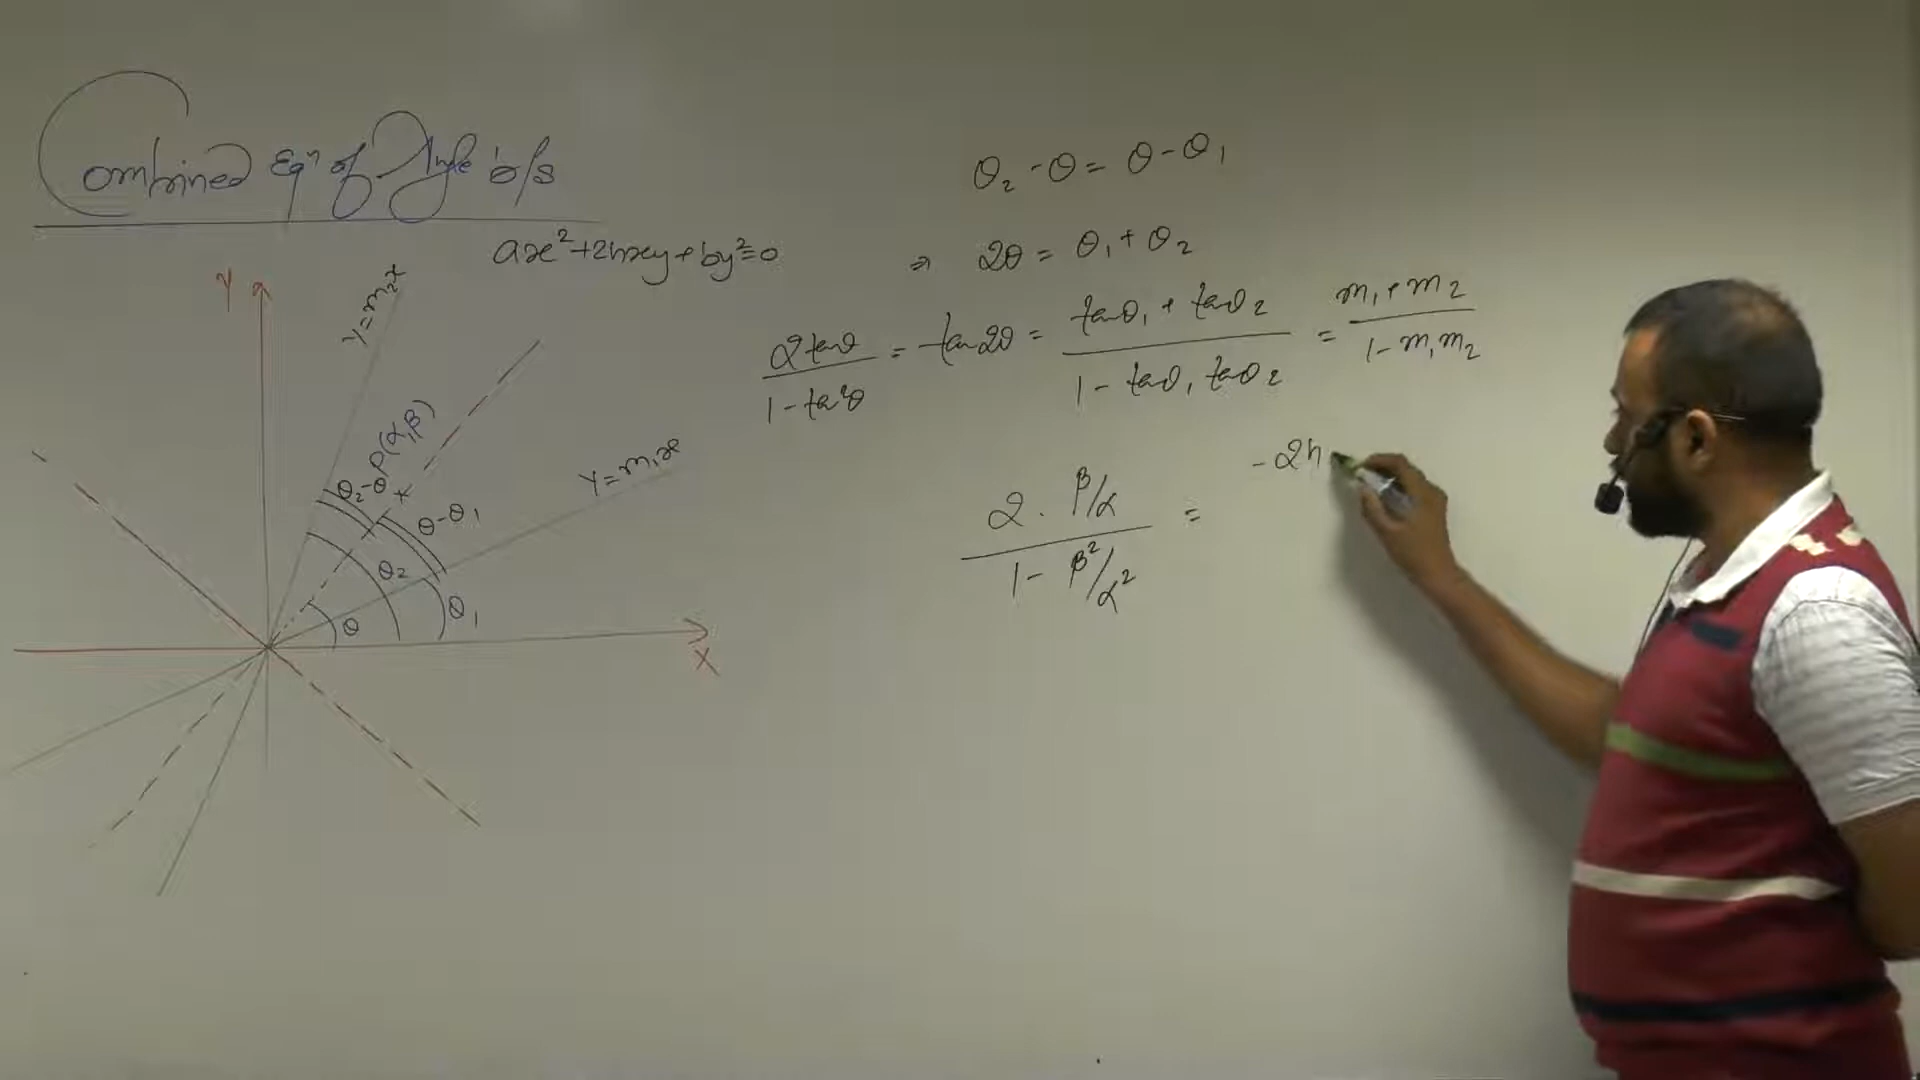 Combined Eqⁿ of Angle b/s
ax²+2hxy+by²=0
Y
y=m₂x
P(α,β)
y=m₁x
θ₂-θ
θ-θ₁
θ₂
θ₁
θ
X
θ₂-θ = θ-θ₁
⇒ 2θ = θ₁+θ₂
2tanθ/1-tan²θ = tan2θ = tanθ₁+tanθ₂/1-tanθ₁tanθ₂ = m₁+m₂/1-m₁m₂
2.β/α/1-β²/α² = -2h